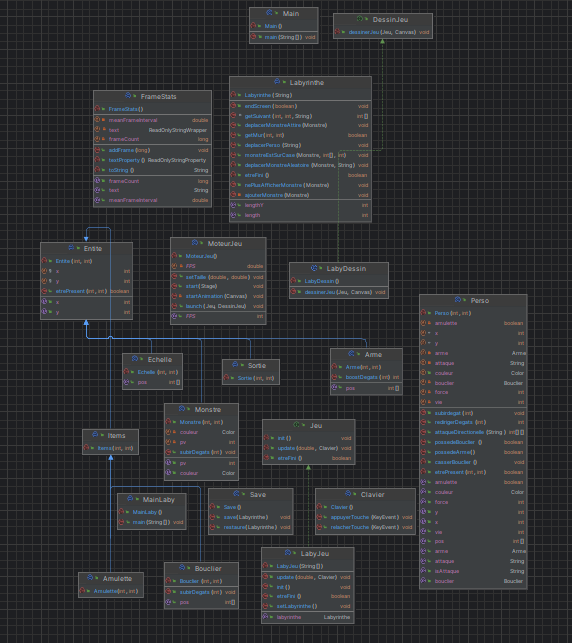 Main
Main ()
main (String []) void
DessinJeu
dessinerJeu (Jeu, Canvas) void
FrameStats
FrameStats ()
meanFrameInterval double
text ReadOnlyStringWrapper
frameCount long
addFrame (long) void
textProperty () ReadOnlyStringProperty
toString () String
frameCount long
text String
meanFrameInterval double
Labyrinthe
Labyrinthe (String)
endScreen (boolean) void
getSuivant (int, int, String) int []
deplacerMonstreAttire (Monstre) void
getMur (int, int) boolean
deplacerPerso (String) void
monstreEstSurCase (Monstre, int[], int) void
deplacerMonstreAleatoire (Monstre, String) void
etreFini () boolean
nePlusAfficherMonstre (Monstre) void
ajouterMonstre (Monstre) void
lengthY int
length int
Entite
Entite (int, int)
x int
y int
etrePresent (int, int) boolean
x int
y int
MoteurJeu
MoteurJeu ()
FPS double
setTaille (double, double) void
start (Stage) void
startAnimation (Canvas) void
launch (Jeu, DessinJeu) void
FPS int
LabyDessin
LabyDessin ()
dessinerJeu (Jeu, Canvas) void
Perso
Perso (int, int)
amulette boolean
x int
y int
arme Arme
attaque String
couleur Color
bouclier Bouclier
force int
vie int
subirdegat (int) void
redigerDegats (int) int
attaqueDirectionelle (String) int[] []
possedeBouclier () boolean
possedeArme () boolean
casserBouclier () void
etrePresent (int, int) boolean
amulette boolean
couleur Color
force int
y int
x int
vie int
pos int []
arme Arme
attaque String
isAttaque String
bouclier Bouclier
Echelle
Echelle (int, int)
pos int []
Sortie
Sortie (int, int)
Arme
Arme (int, int)
boostDegats (int) int
pos int []
Items
Items (int, int)
Monstre
Monstre (int, int)
couleur Color
pv int
subirDegats (int) void
pv int
couleur Color
Jeu
init () void
update (double, Clavier) void
etreFini () boolean
MainLaby
MainLaby ()
main (String []) void
Save
Save ()
save (Labyrinthe) void
restaure (Labyrinthe) void
Clavier
Clavier ()
appuyerTouche (KeyEvent) void
relacherTouche (KeyEvent) void
Amulette
Amulette (int, int)
Bouclier
Bouclier (int, int)
subirDegats (int) void
pos int []
LabyJeu
LabyJeu (String [])
update (double, Clavier) void
init () void
etreFini () boolean
setLabyrinthe () void
labyrinthe Labyrinthe